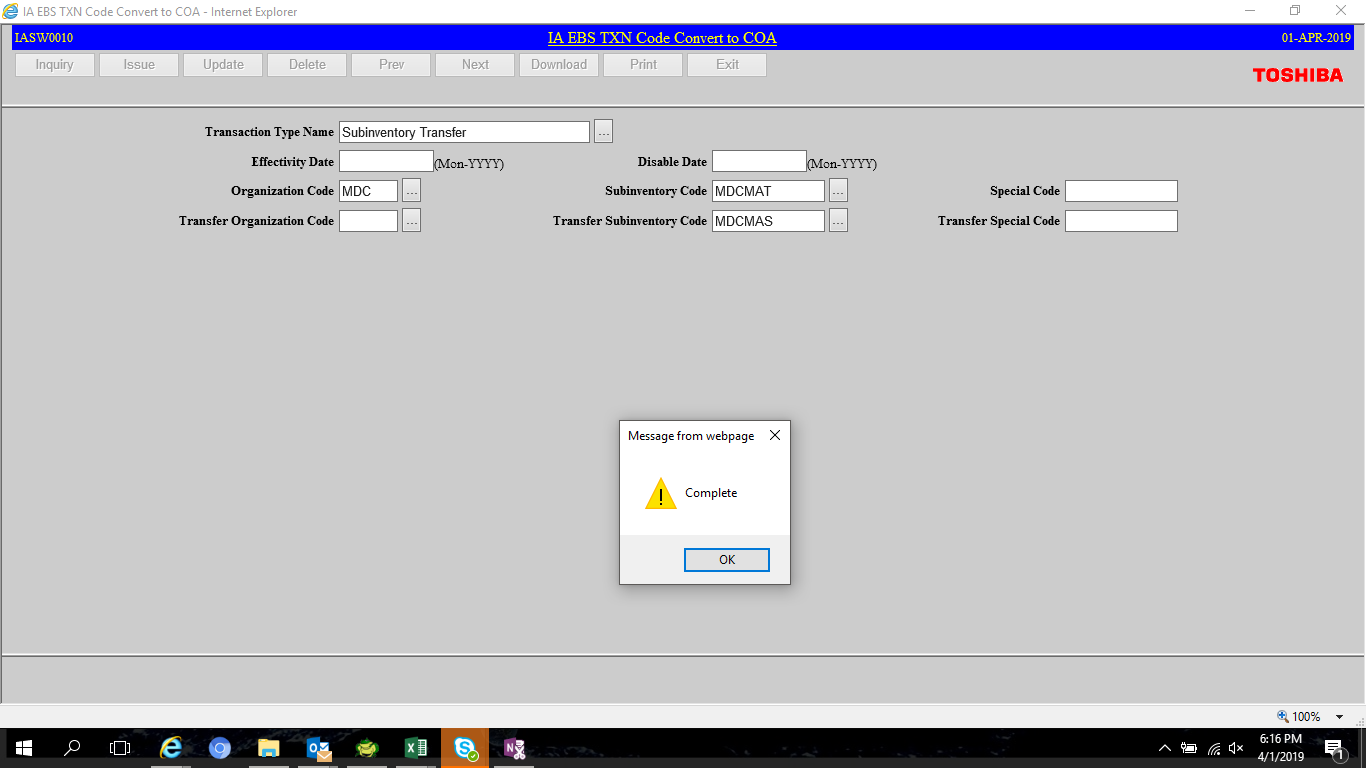 IA EBS TXN Code Convert to COA - Internet Explorer
IASW0010 IA EBS TXN Code Convert to COA 01-APR-2019
Inquiry Issue Update Delete Prev Next Download Print Exit
TOSHIBA
Transaction Type Name Subinventory Transfer ...
Effectivity Date (Mon-YYYY) Disable Date (Mon-YYYY)
Organization Code MDC ... Subinventory Code MDCMAT ... Special Code
Transfer Organization Code ... Transfer Subinventory Code MDCMAS ... Transfer Special Code
Message from webpage
Complete
OK
100%
6:16 PM
4/1/2019
1